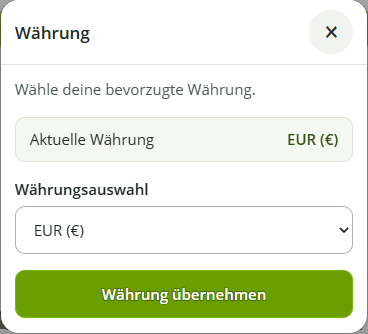 Währung
×
Wähle deine bevorzugte Währung.
Aktuelle Währung EUR (€)
Währungsauswahl
EUR (€)
Währung übernehmen